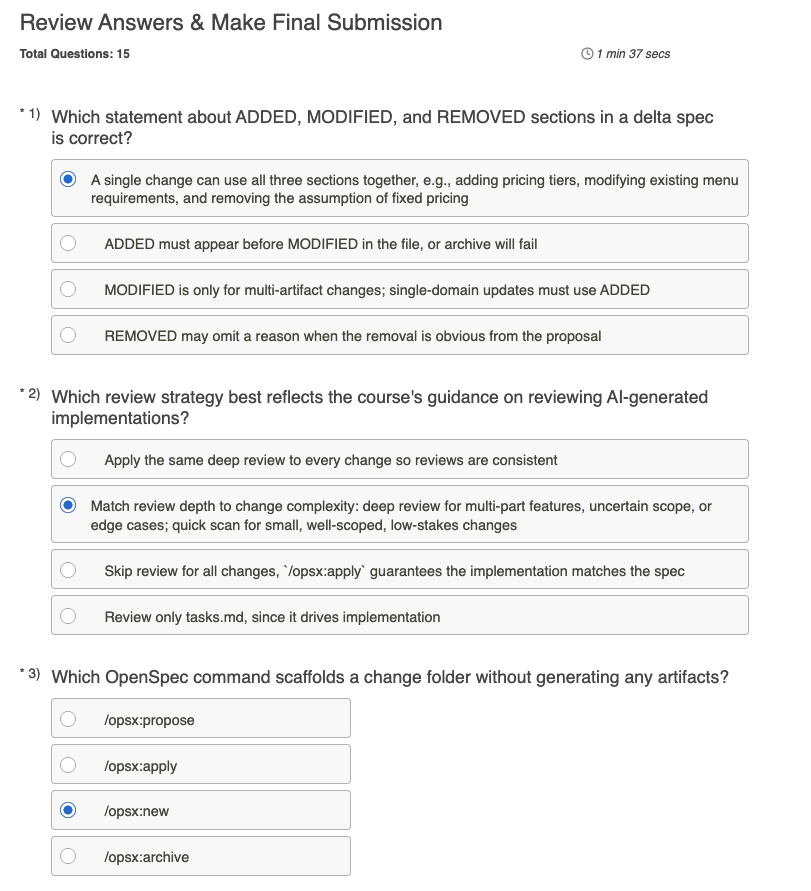 Review Answers & Make Final Submission
Total Questions: 15
1 min 37 secs
* 1) Which statement about ADDED, MODIFIED, and REMOVED sections in a delta spec
is correct?
A single change can use all three sections together, e.g., adding pricing tiers, modifying existing menu
requirements, and removing the assumption of fixed pricing
ADDED must appear before MODIFIED in the file, or archive will fail
MODIFIED is only for multi-artifact changes; single-domain updates must use ADDED
REMOVED may omit a reason when the removal is obvious from the proposal
* 2) Which review strategy best reflects the course's guidance on reviewing AI-generated
implementations?
Apply the same deep review to every change so reviews are consistent
Match review depth to change complexity: deep review for multi-part features, uncertain scope, or
edge cases; quick scan for small, well-scoped, low-stakes changes
Skip review for all changes, `/opsx:apply` guarantees the implementation matches the spec
Review only tasks.md, since it drives implementation
* 3) Which OpenSpec command scaffolds a change folder without generating any artifacts?
/opsx:propose
/opsx:apply
/opsx:new
/opsx:archive